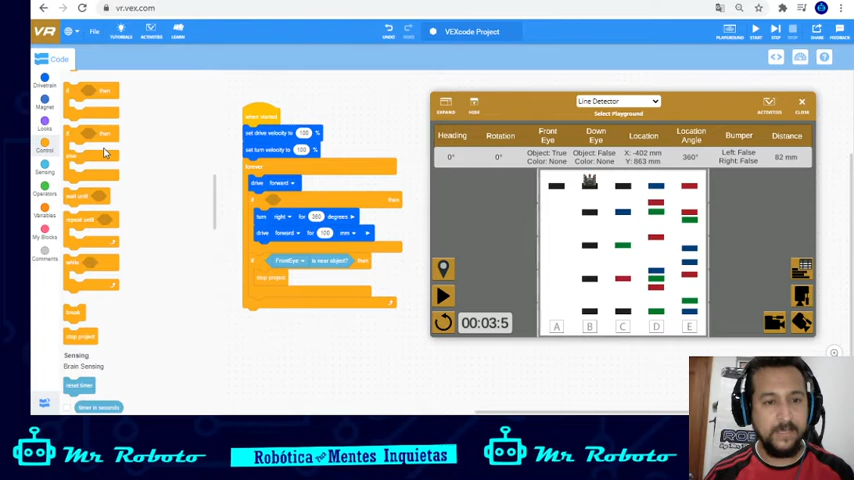 vr.vex.com
VR
File
TUTORIALS
ACTIVITIES
LEARN
UNDO
REDO
VEXcode Project
PLAYGROUND
START
STEP
STOP
SHARE
FEEDBACK
Code
Drivetrain
Magnet
Looks
Control
Sensing
Operators
Variables
My Blocks
Comments
if then
if then
else
wait until
repeat until
while
break
stop project
Sensing
Brain Sensing
reset timer
timer in seconds
when started
set drive velocity to 100 %
set turn velocity to 100 %
forever
drive forward
if then
turn right for 360 degrees
drive forward for 100 mm
if FrontEye is near object? then
stop project
EXPAND
HIDE
Line Detector
Select Playground
ACTIVITIES
CLOSE
Heading Rotation Front Eye Down Eye Location Location Angle Bumper Distance
0° 0° Object: True Color: None Object: False Color: None X: -402 mm Y: 863 mm 360° Left: False Right: False 82 mm
A B C D E
00:03:5
Mr Roboto
Robótica Para Mentes Inquietas
Mr Roboto